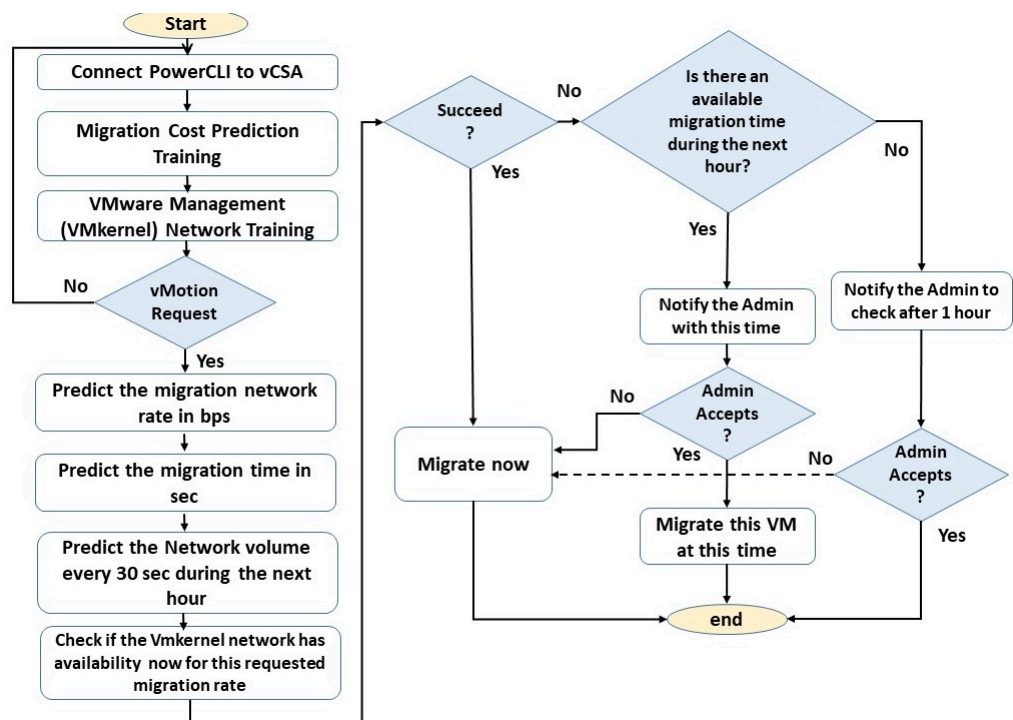 Start
Connect PowerCLI to vCSA
Migration Cost Prediction
Training
VMware Management
(VMkernel) Network Training
No
vMotion
Request
Yes
Predict the migration network
rate in bps
Predict the migration time in
sec
Predict the Network volume
every 30 sec during the next
hour
Check if the Vmkernel network has
availability now for this requested
migration rate
Succeed
?
No
Yes
Is there an
available
migration time
during the next
hour?
No
Yes
Notify the Admin
with this time
Notify the Admin to
check after 1 hour
Admin
Accepts
?
No
Yes
Migrate now
Admin
Accepts
?
No
Yes
Migrate this VM
at this time
end